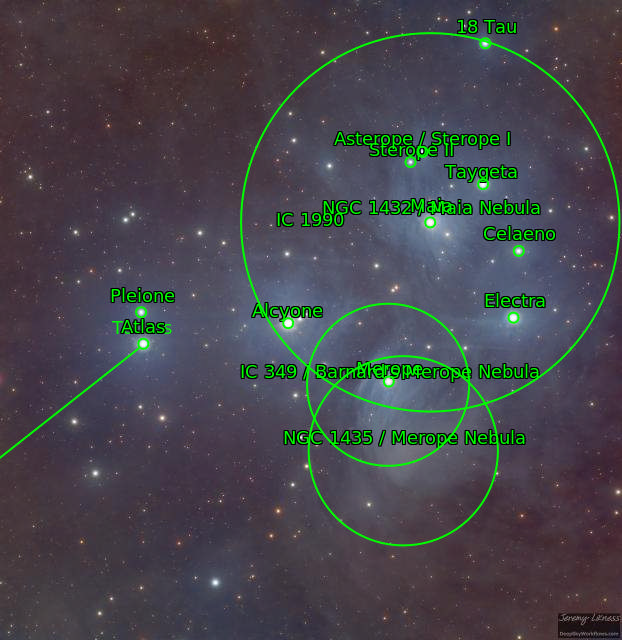 18 Tau
Asterope / Sterope I
Sterope II
Taygeta
NGC 1432 / Maia Nebula
Maia
IC 1990
Celaeno
Pleione
Electra
Alcyone
Atlas
IC 349 / Barnard's Merope Nebula
Merope
NGC 1435 / Merope Nebula
Jeremy Likness
DeepSkyWorkflows.com